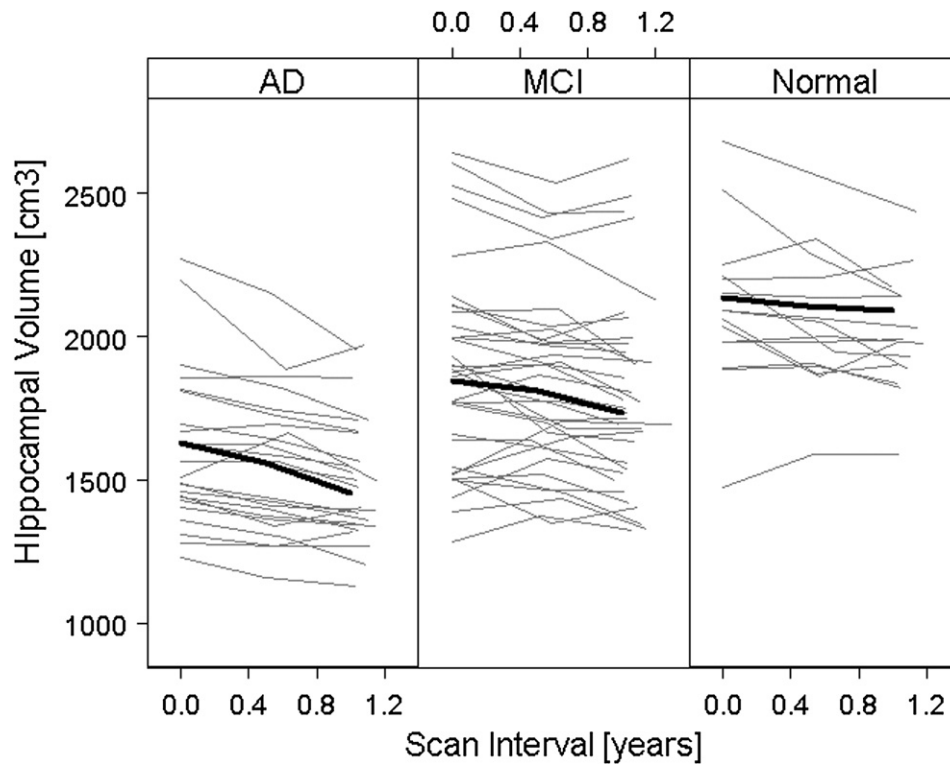 0.0 0.4 0.8 1.2
AD MCI Normal
HIppocampal Volume [cm3]
2500
2000
1500
1000
0.0 0.4 0.8 1.2 0.0 0.4 0.8 1.2
Scan Interval [years]